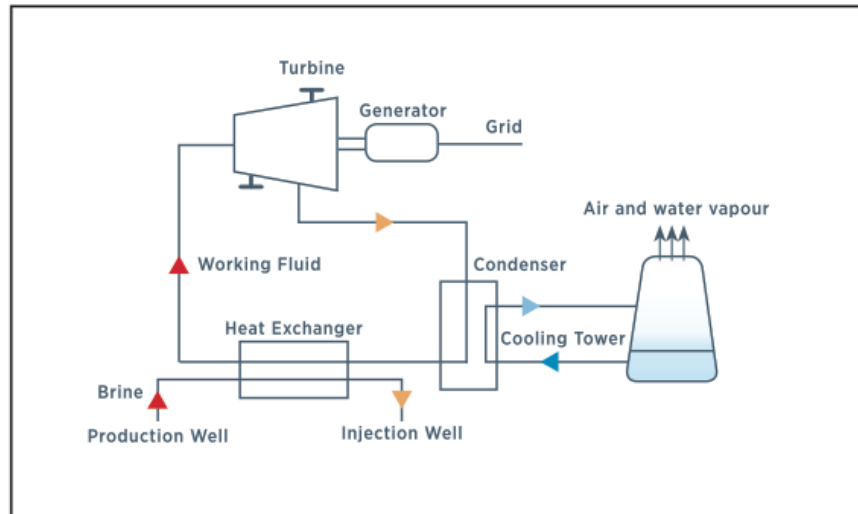 Turbine
Generator
Grid
Air and water vapour
Working Fluid
Condenser
Heat Exchanger
Cooling Tower
Brine
Production Well
Injection Well